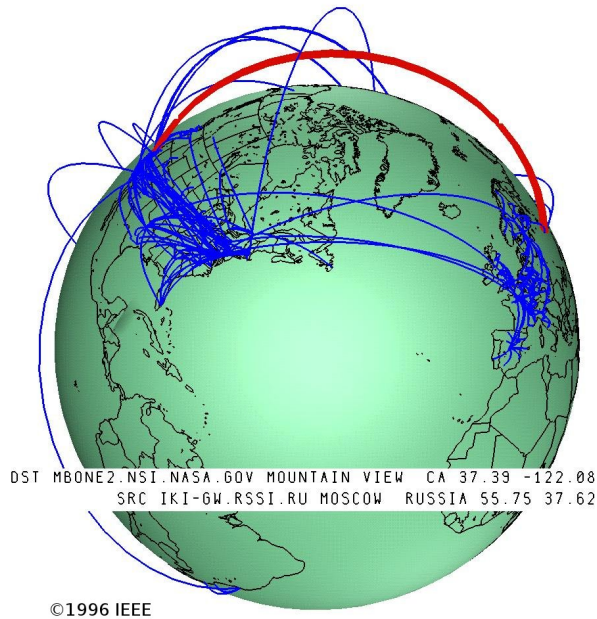 DST MBONE2.NSI.NASA.GOV MOUNTAIN VIEW CA 37.39 -122.08
SRC IKI-GW.RSSI.RU MOSCOW RUSSIA 55.75 37.62
©1996 IEEE